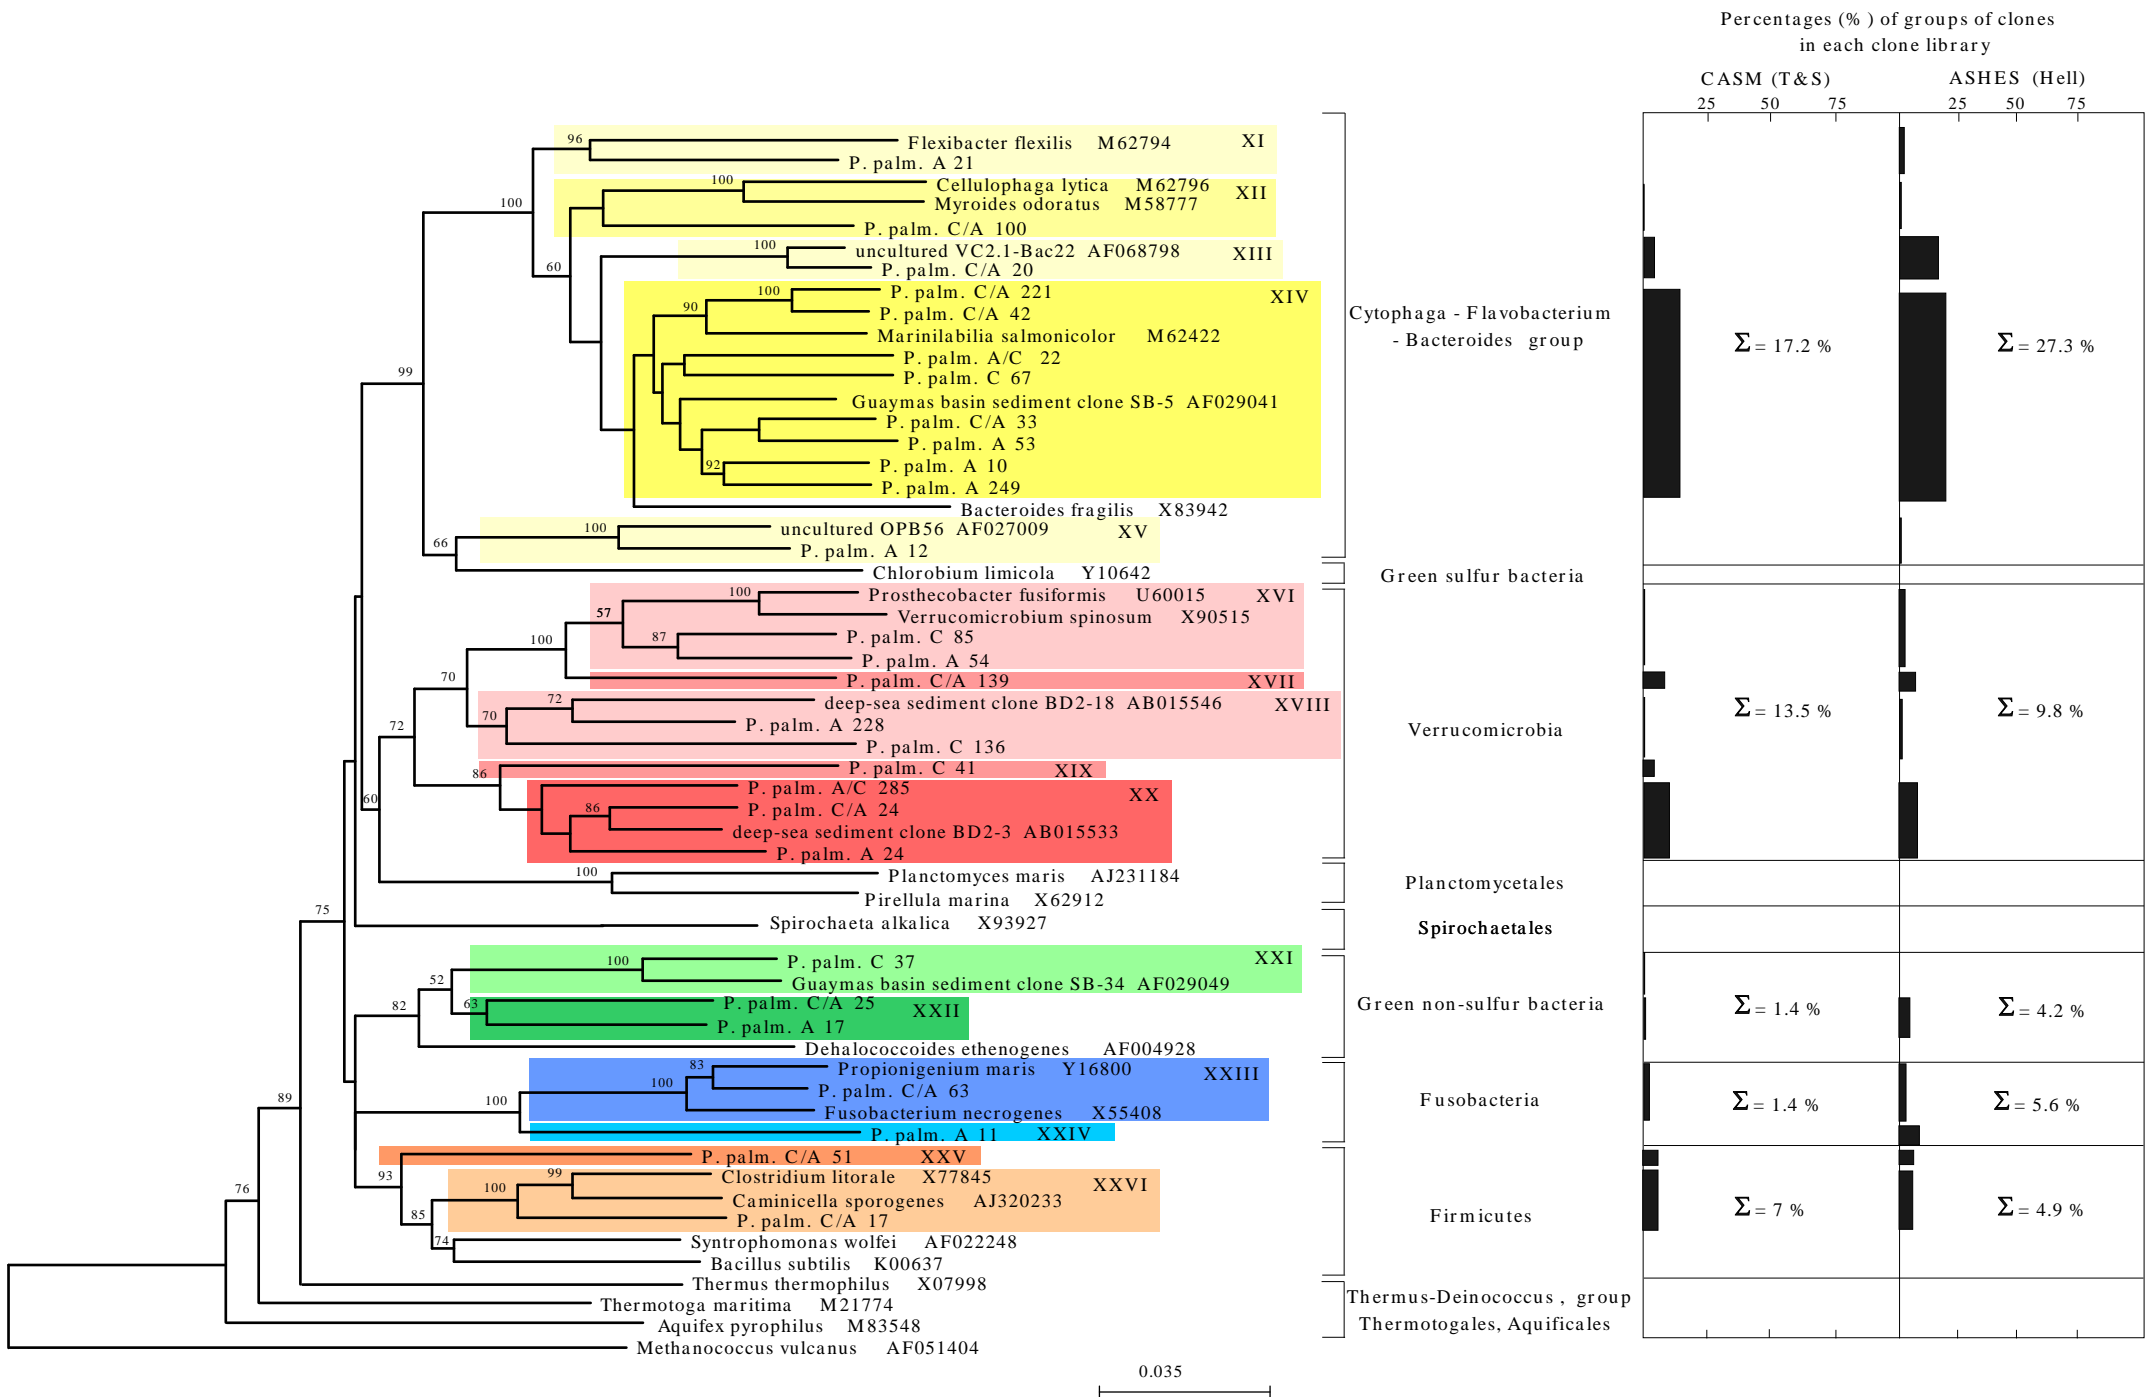 Percentages (%) of groups of clones
in each clone library
CASM (T&S)
ASHES (Hell)
25 50 75
25 50 75
96
Flexibacter flexilis M62794
XI
P. palm. A 21
100
Cellulophaga lytica M62796
XII
Myroides odoratus M58777
100
P. palm. C/A 100
100
uncultured VC2.1-Bac22 AF068798
XIII
60
P. palm. C/A 20
100
P. palm. C/A 221
XIV
90
P. palm. C/A 42
Marinilabilia salmonicolor M62422
Cytophaga - Flavobacterium
- Bacteroides group
Σ = 17.2 %
Σ = 27.3 %
P. palm. A/C 22
99
P. palm. C 67
Guaymas basin sediment clone SB-5 AF029041
P. palm. C/A 33
P. palm. A 53
92
P. palm. A 10
P. palm. A 249
Bacteroides fragilis X83942
100
uncultured OPB56 AF027009
XV
66
P. palm. A 12
Chlorobium limicola Y10642
Green sulfur bacteria
100
Prosthecobacter fusiformis U60015
XVI
57
Verrucomicrobium spinosum X90515
100
87
P. palm. C 85
P. palm. A 54
70
P. palm. C/A 139
XVII
72
deep-sea sediment clone BD2-18 AB015546
XVIII
70
P. palm. A 228
72
Verrucomicrobia
Σ = 13.5 %
Σ = 9.8 %
P. palm. C 136
86
P. palm. C 41
XIX
P. palm. A/C 285
XX
60
86
P. palm. C/A 24
deep-sea sediment clone BD2-3 AB015533
P. palm. A 24
100
Planctomyces maris AJ231184
Planctomycetales
Pirellula marina X62912
75
Spirochaeta alkalica X93927
Spirochaetales
100
P. palm. C 37
XXI
52
Guaymas basin sediment clone SB-34 AF029049
82
63
P. palm. C/A 25
XXII
Green non-sulfur bacteria
Σ = 1.4 %
Σ = 4.2 %
P. palm. A 17
Dehalococcoides ethenogenes AF004928
83
Propionigenium maris Y16800
XXIII
100
P. palm. C/A 63
89
100
Fusobacterium necrogenes X55408
Fusobacteria
Σ = 1.4 %
Σ = 5.6 %
P. palm. A 11
XXIV
P. palm. C/A 51
XXV
93
99
Clostridium litorale X77845
XXVI
76
100
Caminicella sporogenes AJ320233
85
P. palm. C/A 17
Firmicutes
Σ = 7 %
Σ = 4.9 %
74
Syntrophomonas wolfei AF022248
Bacillus subtilis K00637
Thermus thermophilus X07998
Thermotoga maritima M21774
Thermus-Deinococcus , group
Thermotogales, Aquificales
Aquifex pyrophilus M83548
Methanococcus vulcanus AF051404
25 50 75
25 50 75
0.035